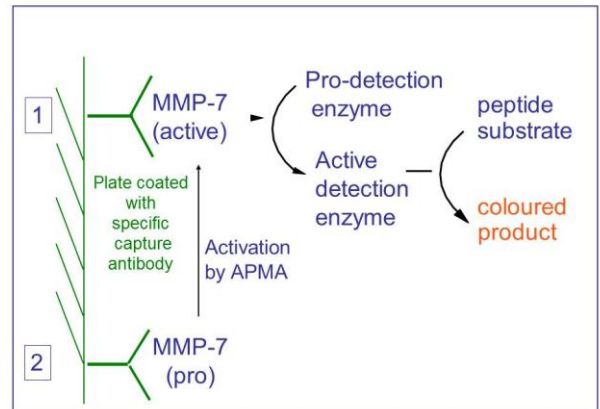 1
MMP-7
(active)
Pro-detection
enzyme
Active
detection
enzyme
peptide
substrate
coloured
product
Plate coated
with
specific
capture
antibody
Activation
by APMA
2
MMP-7
(pro)